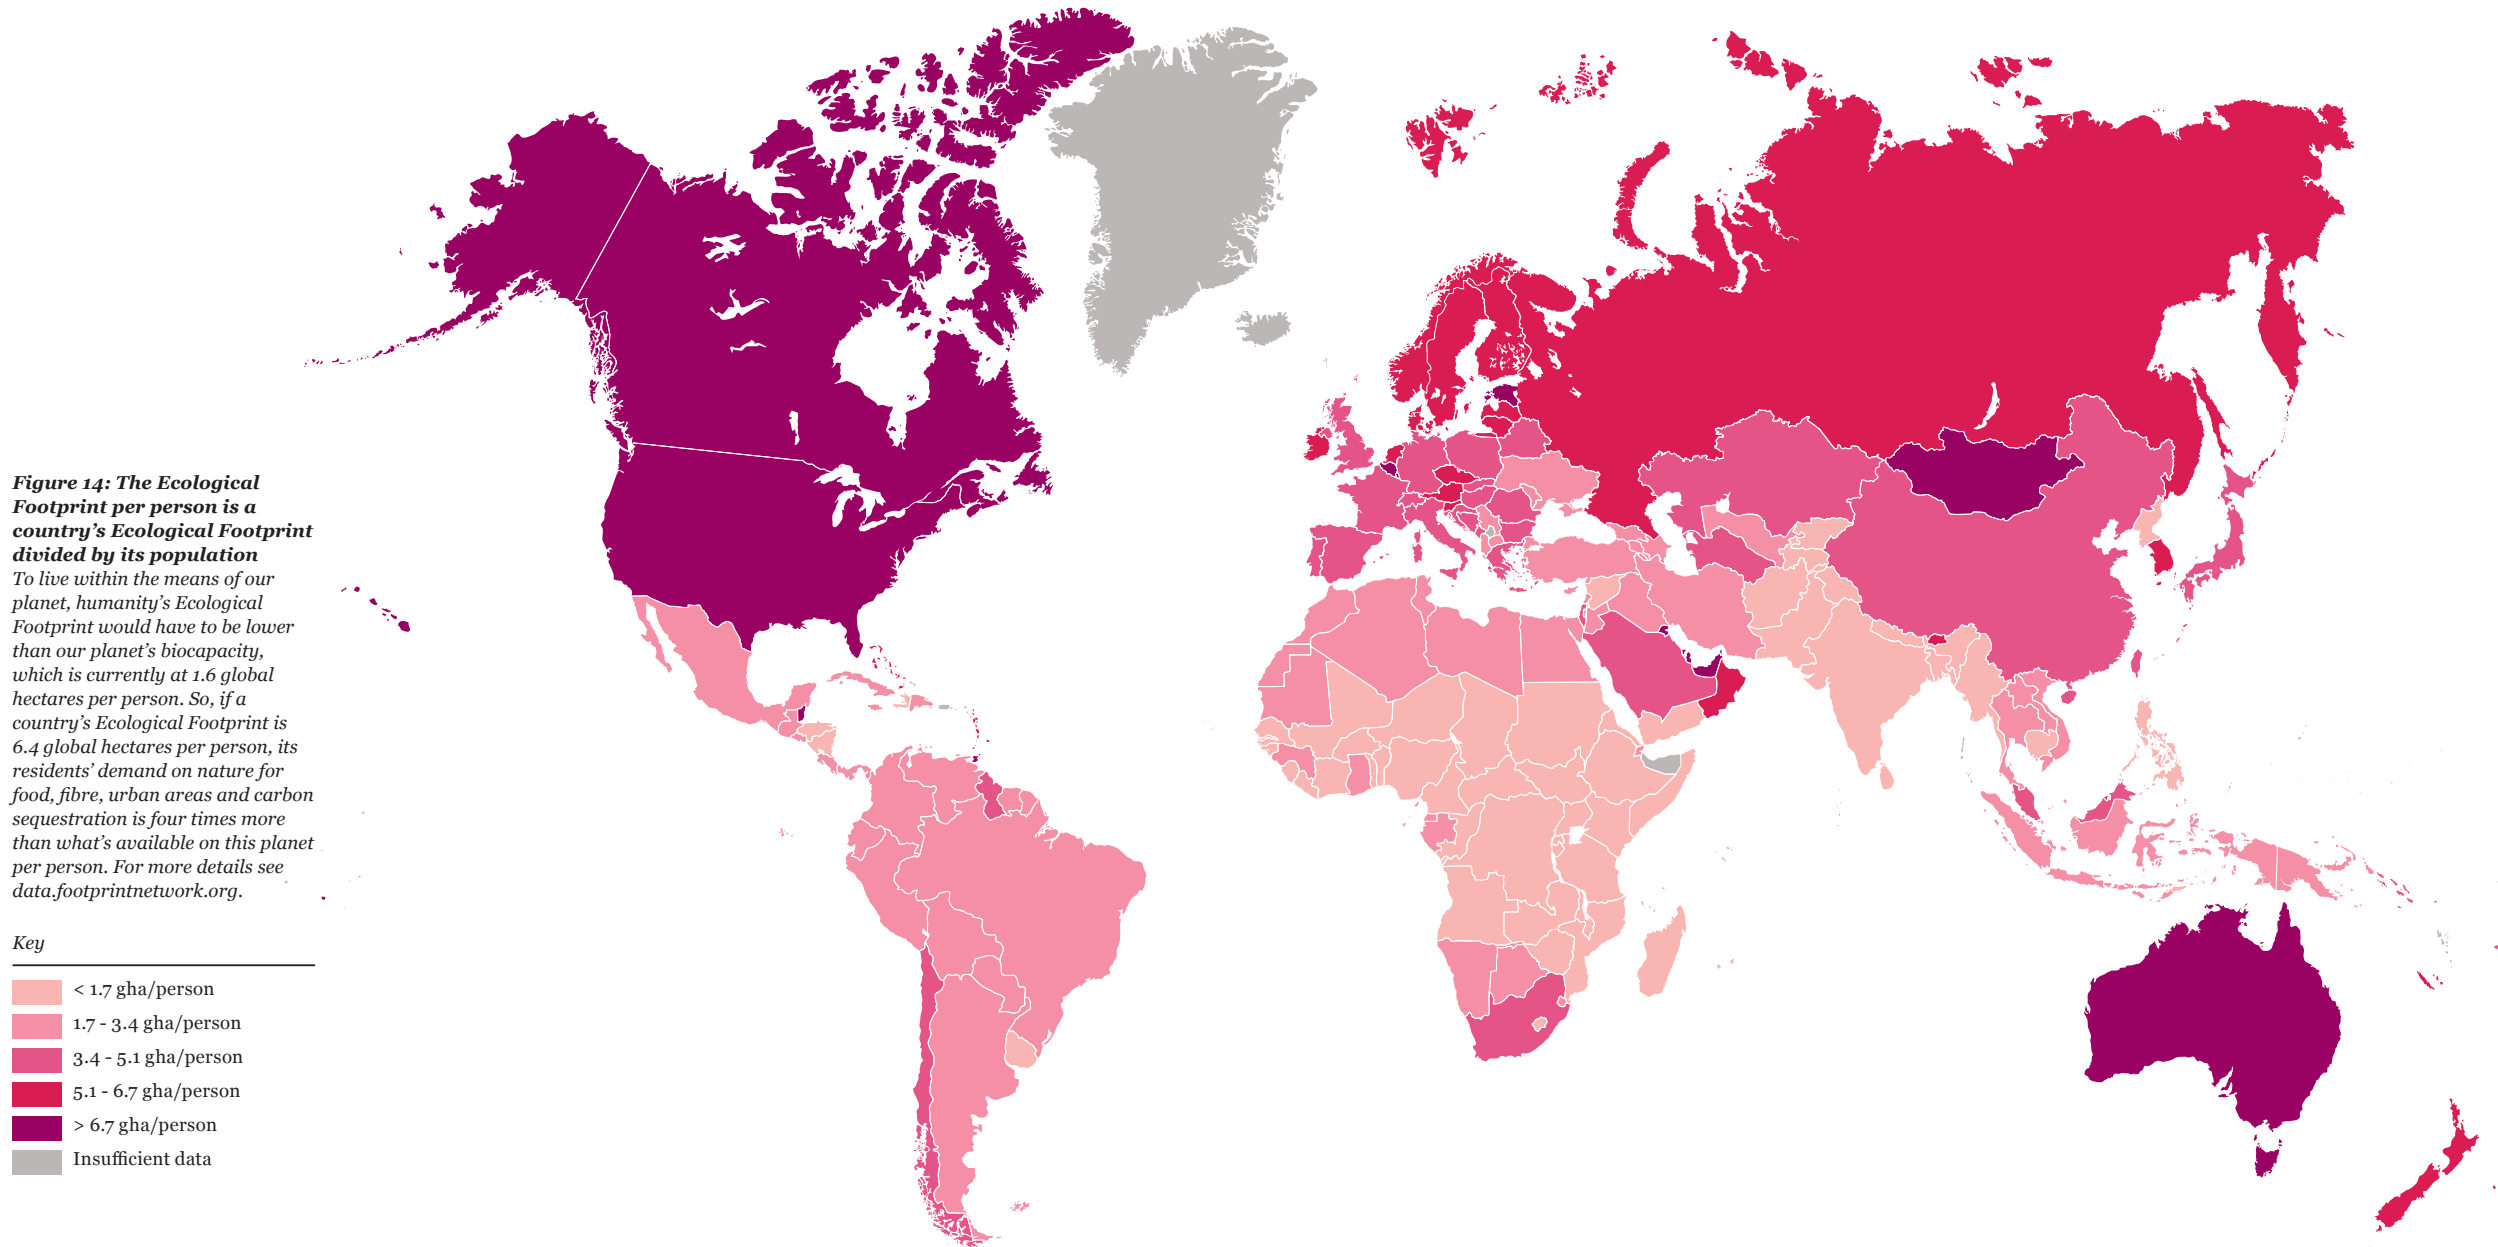 Figure 14: The Ecological
Footprint per person is a
country’s Ecological Footprint
divided by its population
To live within the means of our
planet, humanity’s Ecological
Footprint would have to be lower
than our planet’s biocapacity,
which is currently at 1.6 global
hectares per person. So, if a
country’s Ecological Footprint is
6.4 global hectares per person, its
residents’ demand on nature for
food, fibre, urban areas and carbon
sequestration is four times more
than what’s available on this planet
per person. For more details see
data.footprintnetwork.org.
Key
< 1.7 gha/person
1.7 - 3.4 gha/person
3.4 - 5.1 gha/person
5.1 - 6.7 gha/person
> 6.7 gha/person
Insufficient data